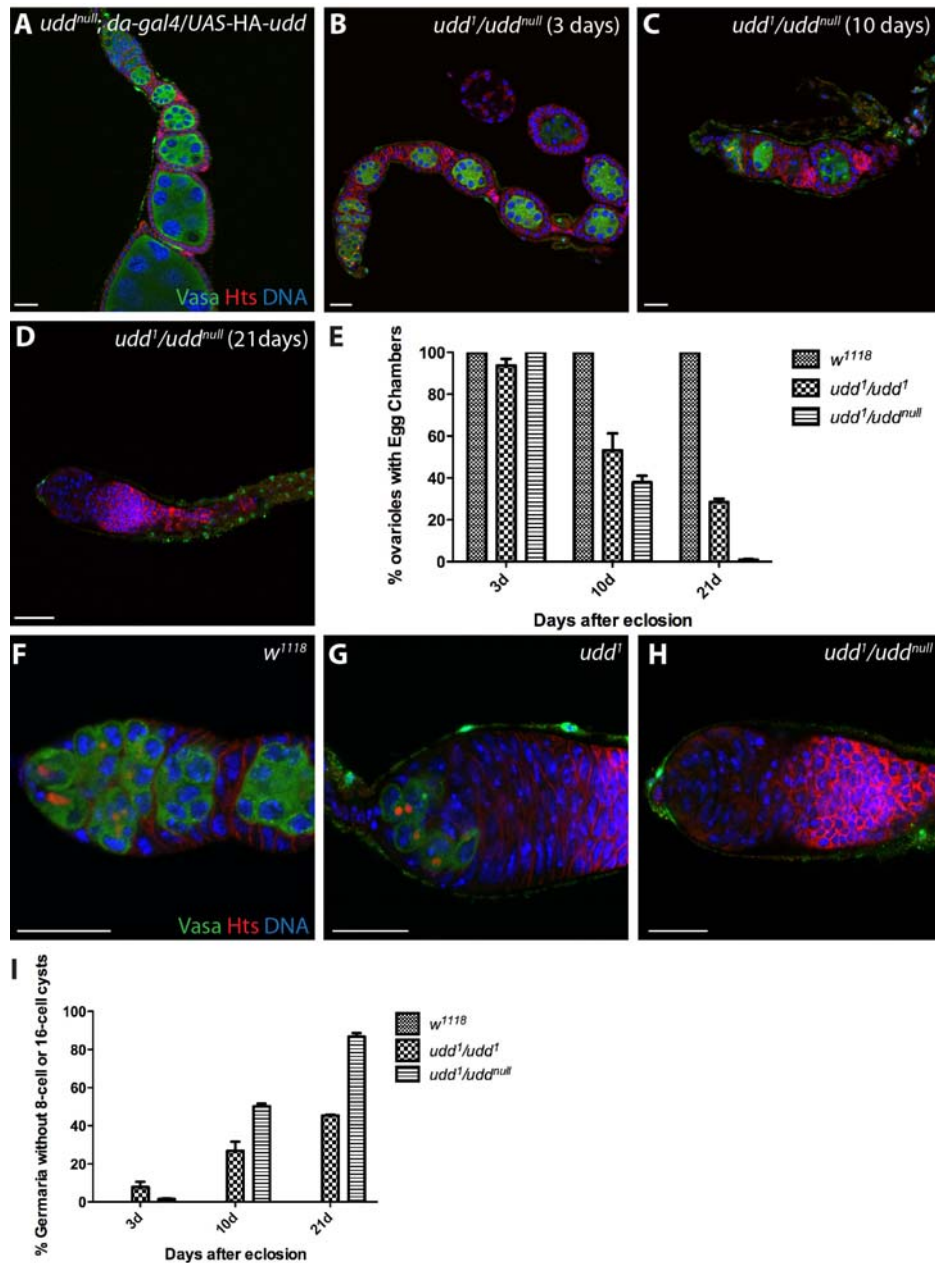 A udd^null; da-gal4/UAS-HA-udd
Vasa Hts DNA
B udd^1/udd^null (3 days)
C udd^1/udd^null (10 days)
D udd^1/udd^null (21days)
E
% ovarioles with Egg Chambers
100
80
60
40
20
0
3d
10d
21d
Days after eclosion
w^1118
udd^1/udd^1
udd^1/udd^null
F w^1118
Vasa Hts DNA
G udd^1
H udd^1/udd^null
I
% Germaria without 8-cell or 16-cell cysts
100
80
60
40
20
0
3d
10d
21d
Days after eclosion
w^1118
udd^1/udd^1
udd^1/udd^null